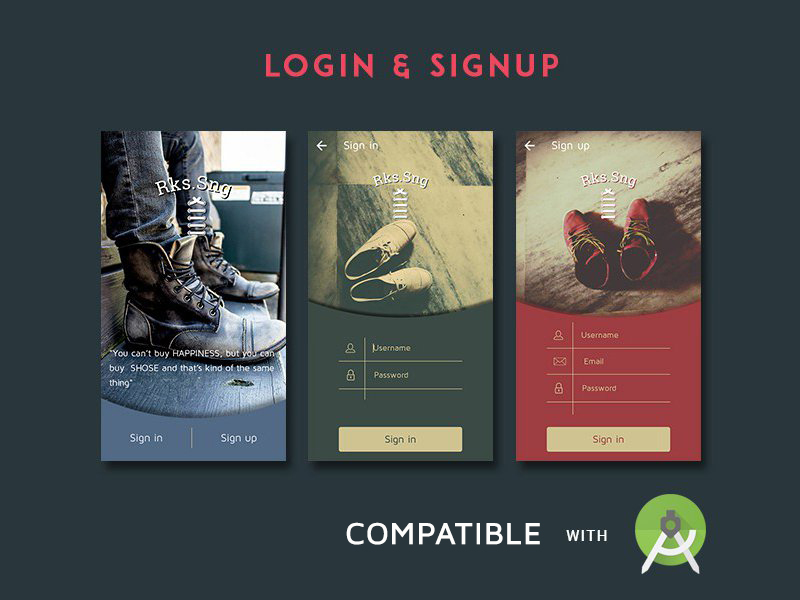 LOGIN & SIGNUP
Rks.Sng
"You can't buy HAPPINESS, but you can
buy SHOSE and that's kind of the same
thing"
Sign in
Sign up
Sign in
Rks.Sng
Username
Password
Sign in
Sign up
Rks.Sng
Username
Email
Password
Sign in
COMPATIBLE WITH